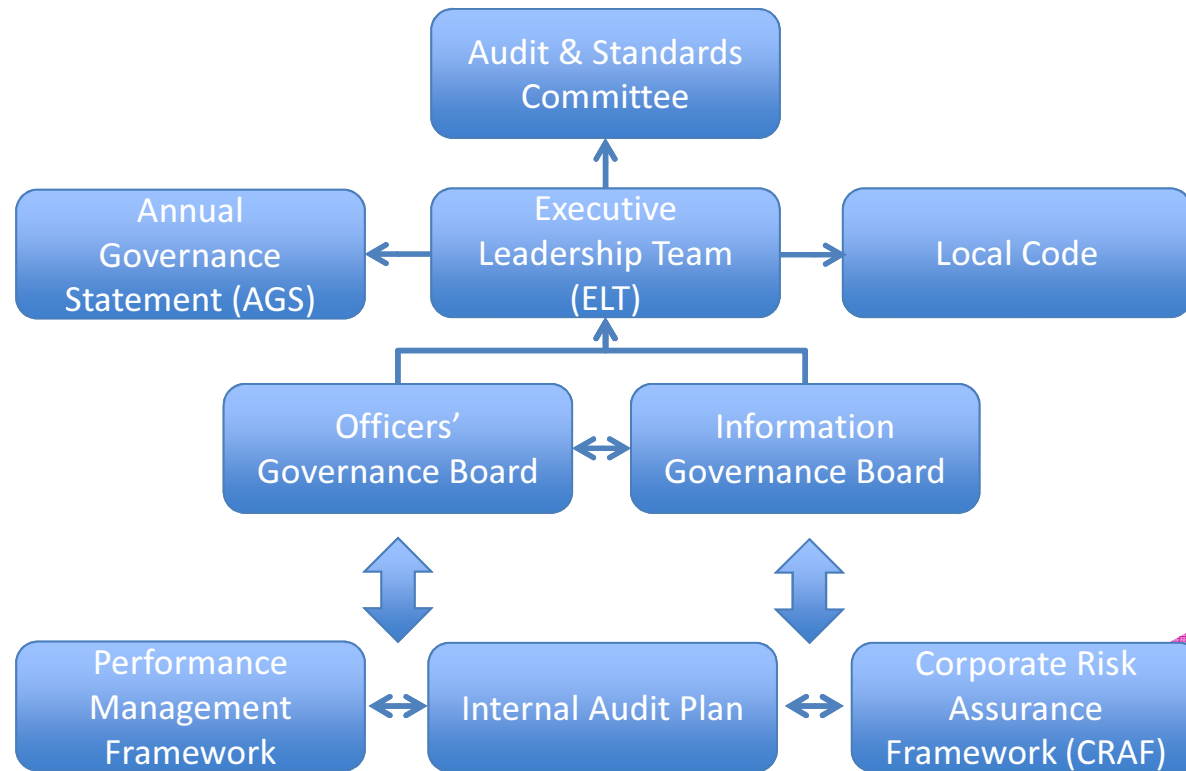 Audit & Standards
Committee
Annual
Governance
Statement (AGS)
Executive
Leadership Team
(ELT)
Local Code
Officers’
Governance Board
Information
Governance Board
Performance
Management
Framework
Internal Audit Plan
Corporate Risk
Assurance
Framework (CRAF)